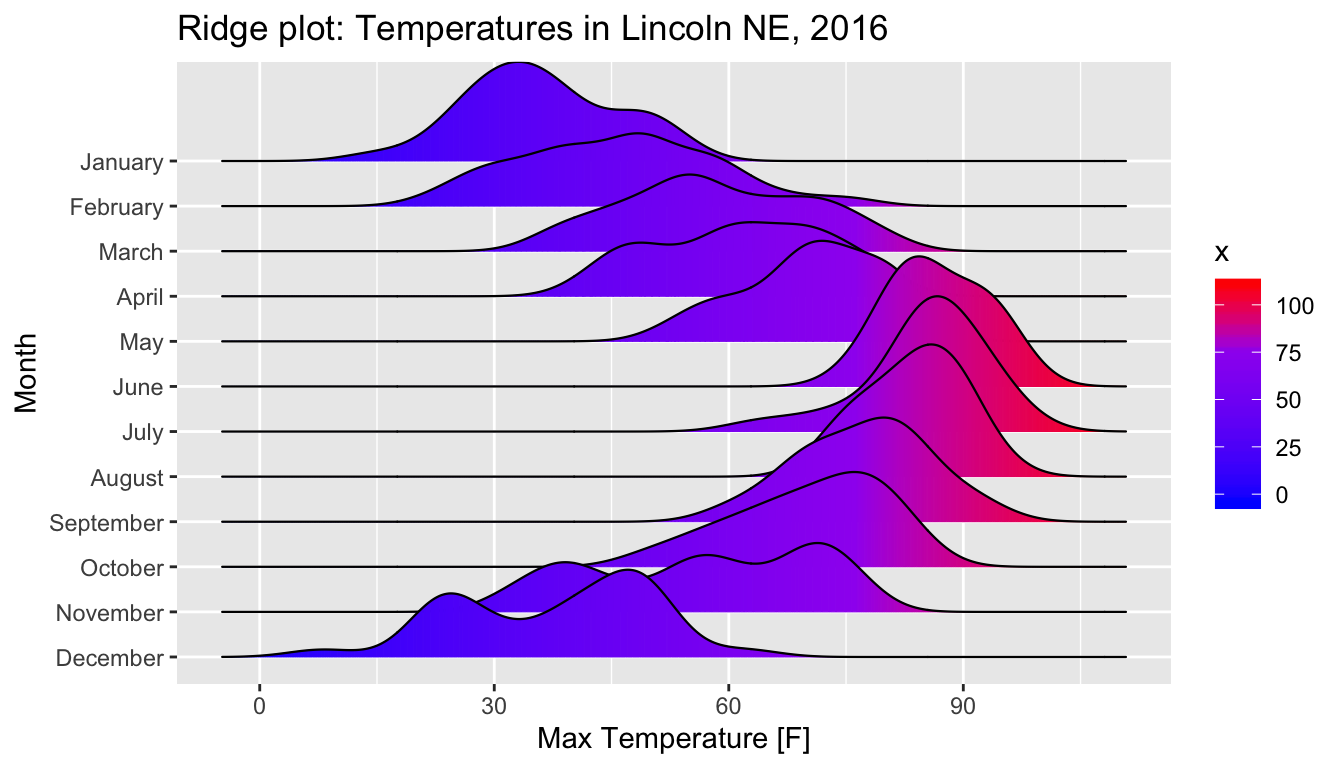 Ridge plot: Temperatures in Lincoln NE, 2016
Month
January
February
March
April
May
June
July
August
September
October
November
December
0
30
60
90
Max Temperature [F]
x
100
75
50
25
0